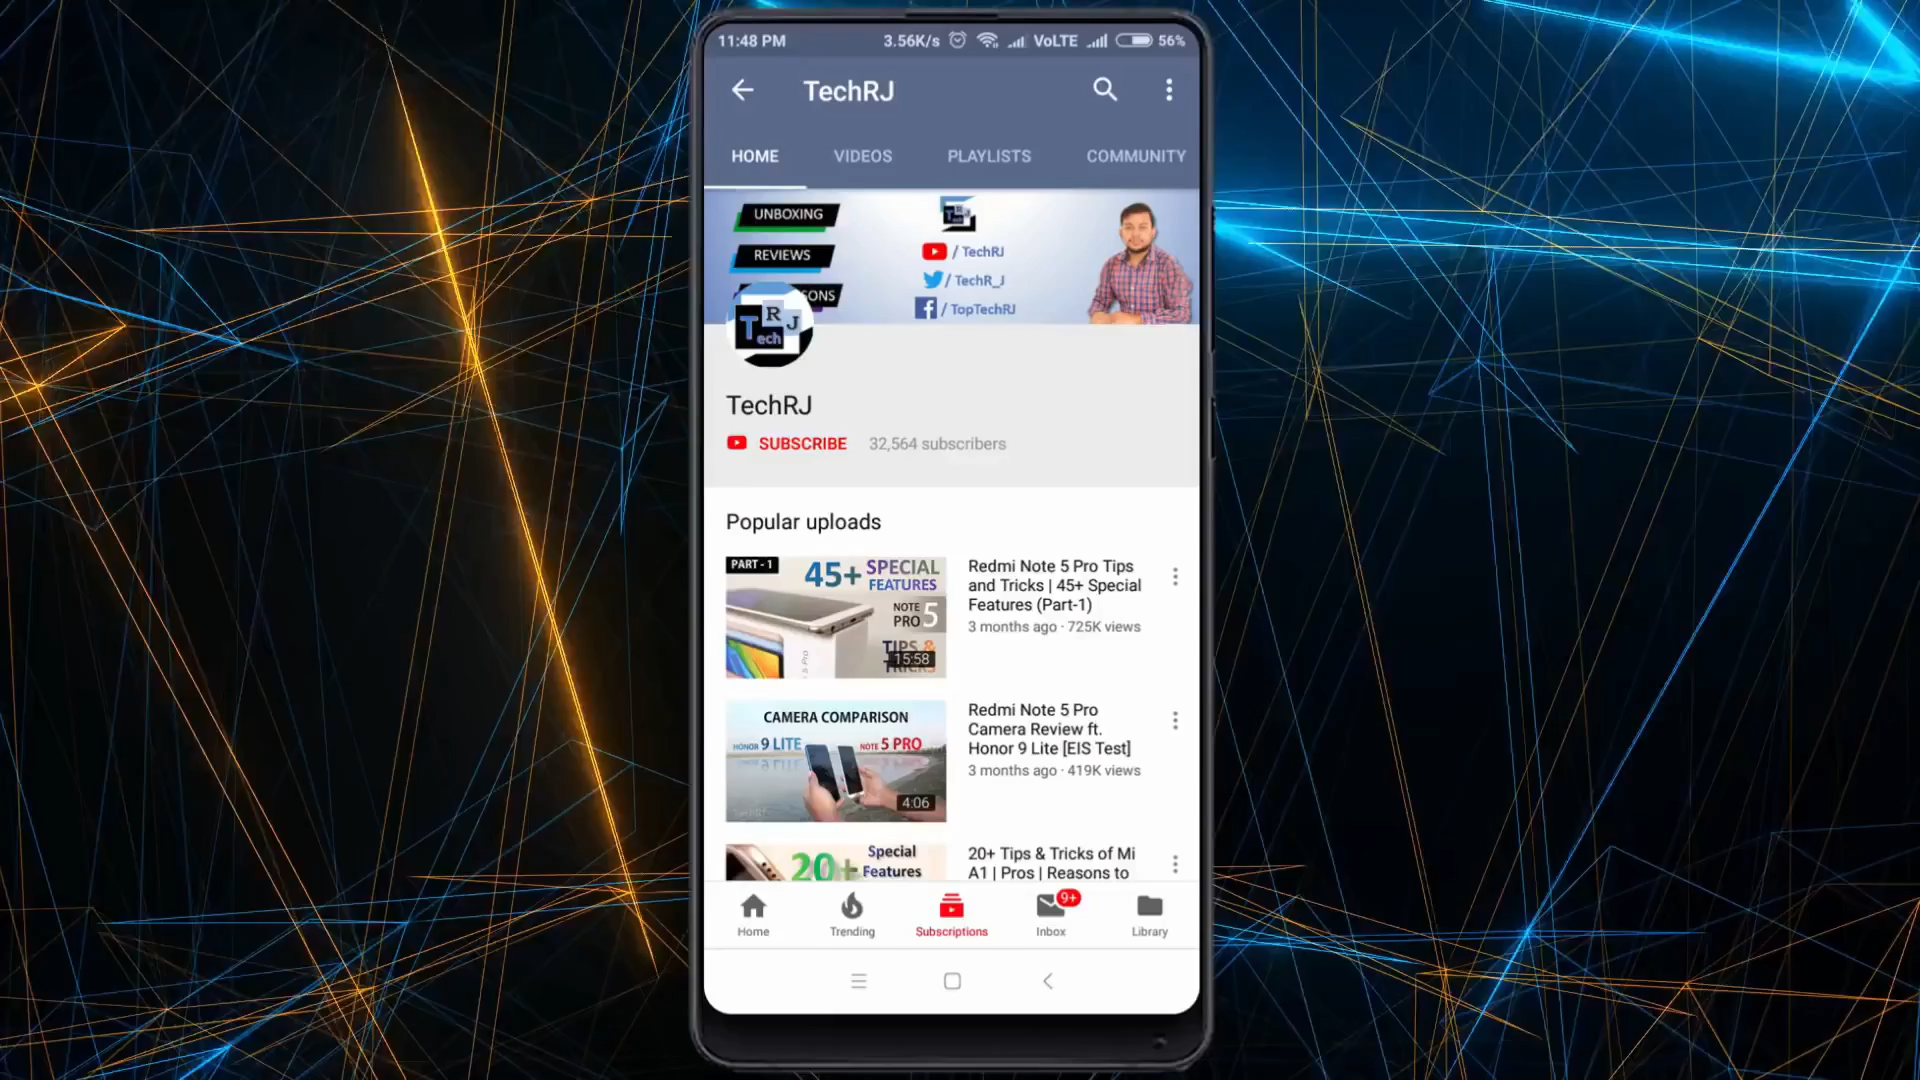 11:48 PM 3.56K/s VoLTE 56%
TechRJ
HOME VIDEOS PLAYLISTS COMMUNITY
UNBOXING
REVIEWS
SONS
/ TechRJ
/ TechR_J
/ TopTechRJ
T R J
ech
TechRJ
SUBSCRIBE 32,564 subscribers
Popular uploads
PART - 1
45+ SPECIAL
FEATURES
NOTE 5
PRO
TIPS &
15:58
Redmi Note 5 Pro Tips
and Tricks | 45+ Special
Features (Part-1)
3 months ago · 725K views
CAMERA COMPARISON
HONOR 9 LITE NOTE 5 PRO
4:06
Redmi Note 5 Pro
Camera Review ft.
Honor 9 Lite [EIS Test]
3 months ago · 419K views
20+ Special
Features
20+ Tips & Tricks of Mi
A1 | Pros | Reasons to
9+
Home Trending Subscriptions Inbox Library